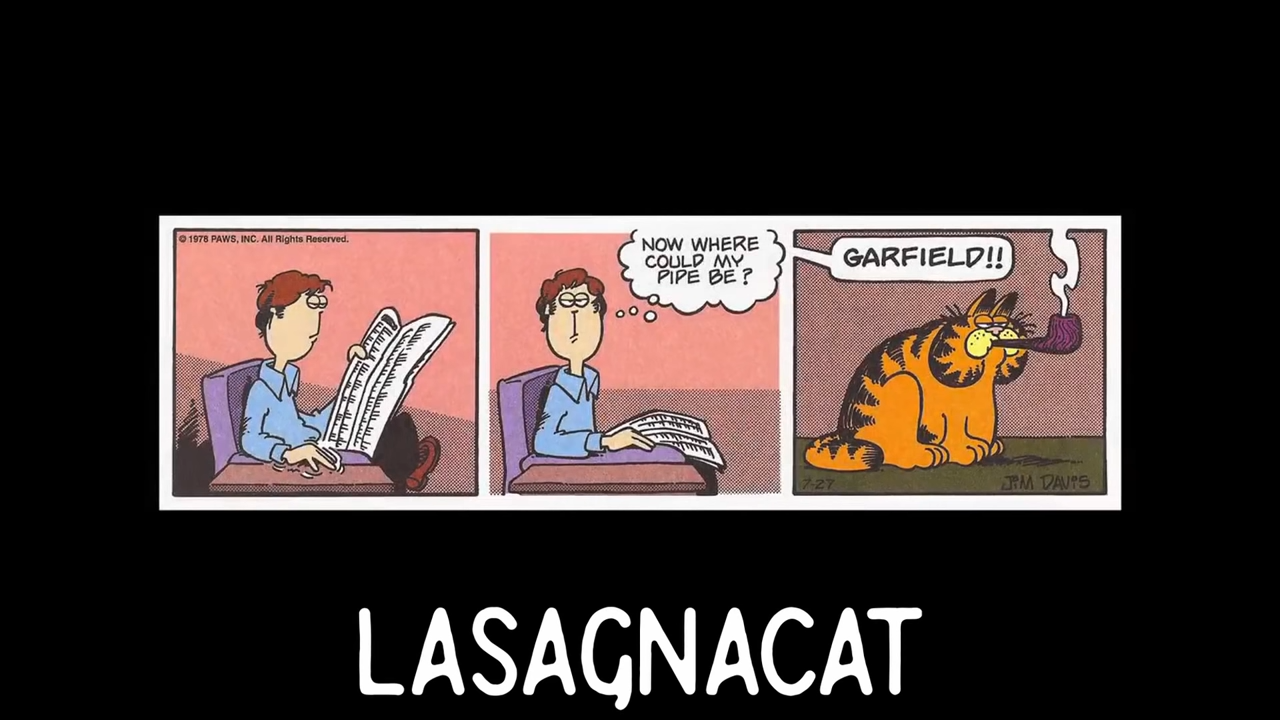 © 1978 PAWS, INC. All Rights Reserved.
NOW WHERE
COULD MY
PIPE BE?
GARFIELD!!
7-27
JIM DAVIS
LASAGNACAT